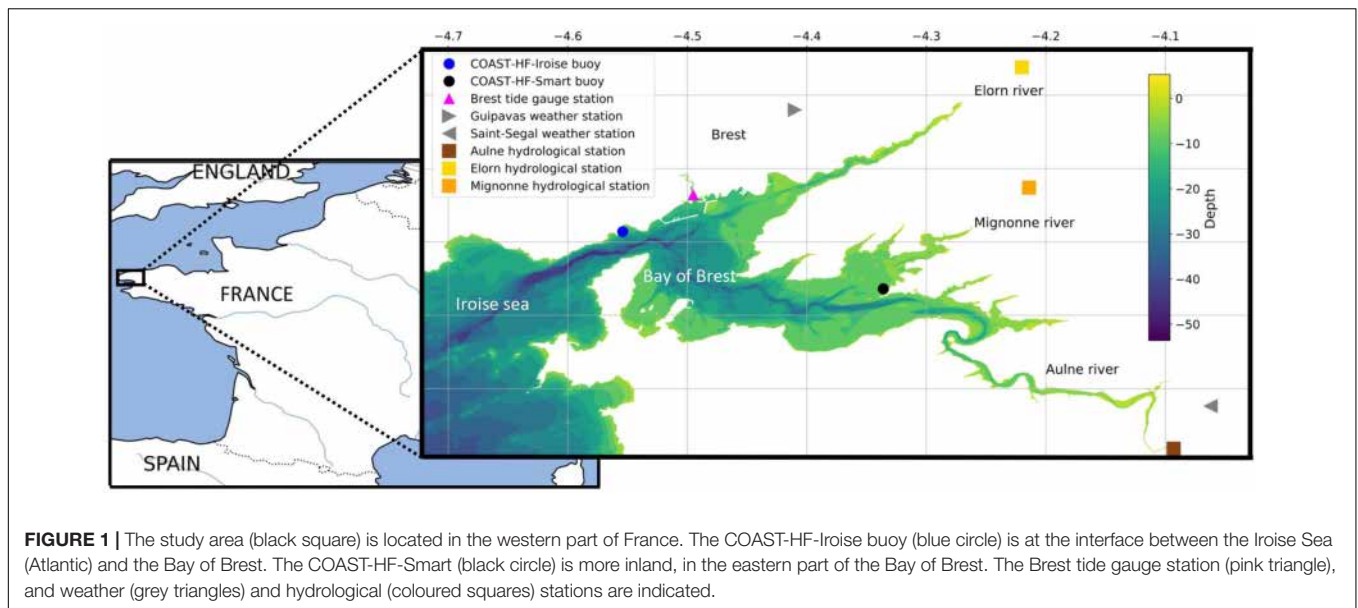 −4.7 −4.6 −4.5 −4.4 −4.3 −4.2 −4.1
COAST-HF-Iroise buoy
COAST-HF-Smart buoy
Brest tide gauge station
Guipavas weather station
Saint-Segal weather station
Aulne hydrological station
Elorn hydrological station
Mignonne hydrological station
Brest
Elorn river
Mignonne river
Bay of Brest
Iroise sea
Aulne river
0
−10
−20
−30
−40
−50
Depth
ENGLAND
FRANCE
SPAIN
FIGURE 1 | The study area (black square) is located in the western part of France. The COAST-HF-Iroise buoy (blue circle) is at the interface between the Iroise Sea
(Atlantic) and the Bay of Brest. The COAST-HF-Smart (black circle) is more inland, in the eastern part of the Bay of Brest. The Brest tide gauge station (pink triangle),
and weather (grey triangles) and hydrological (coloured squares) stations are indicated.